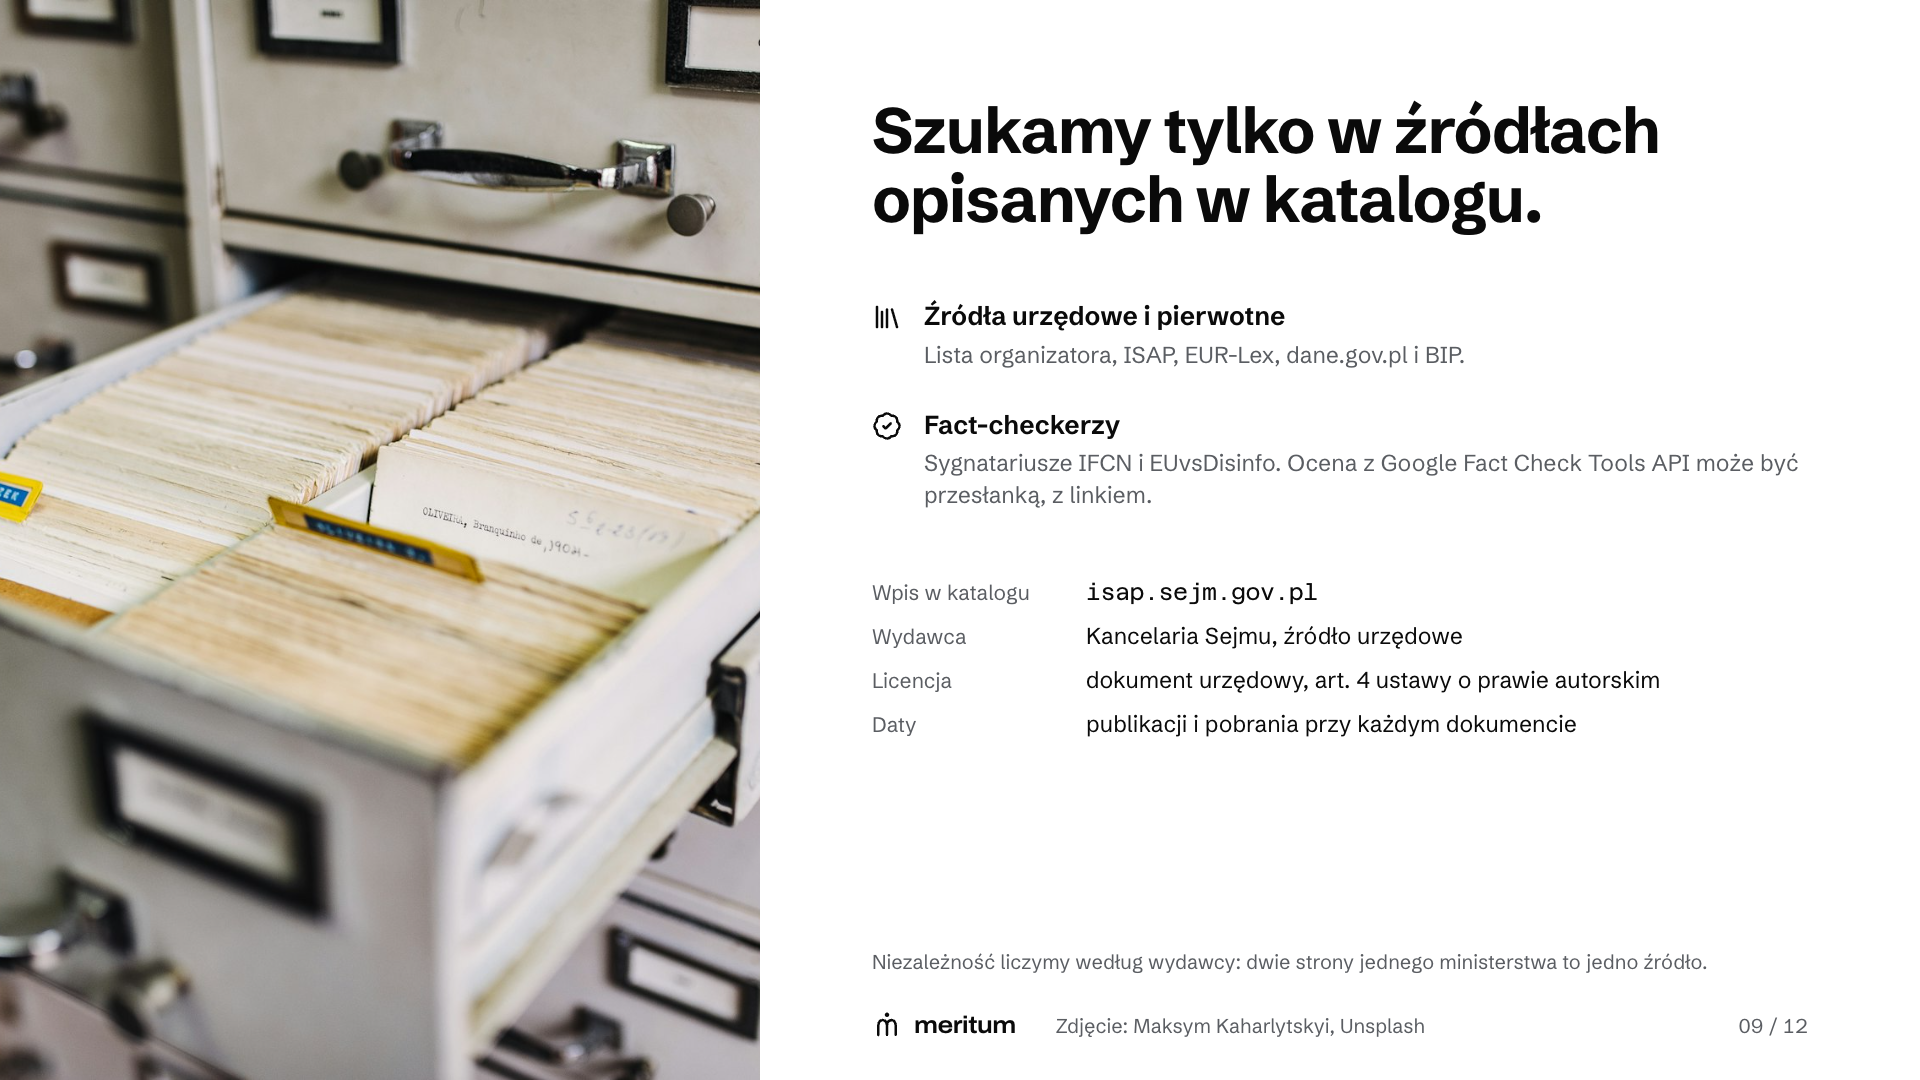 Szukamy tylko w źródłach
opisanych w katalogu.
Źródła urzędowe i pierwotne
Lista organizatora, ISAP, EUR-Lex, dane.gov.pl i BIP.
Fact-checkerzy
Sygnatariusze IFCN i EUvsDisinfo. Ocena z Google Fact Check Tools API może być
przesłanką, z linkiem.
Wpis w katalogu isap.sejm.gov.pl
Wydawca Kancelaria Sejmu, źródło urzędowe
Licencja dokument urzędowy, art. 4 ustawy o prawie autorskim
Daty publikacji i pobrania przy każdym dokumencie
Niezależność liczymy według wydawcy: dwie strony jednego ministerstwa to jedno źródło.
meritum Zdjęcie: Maksym Kaharlytskyi, Unsplash 09 / 12
OLIVEIRA, Branquinho de,